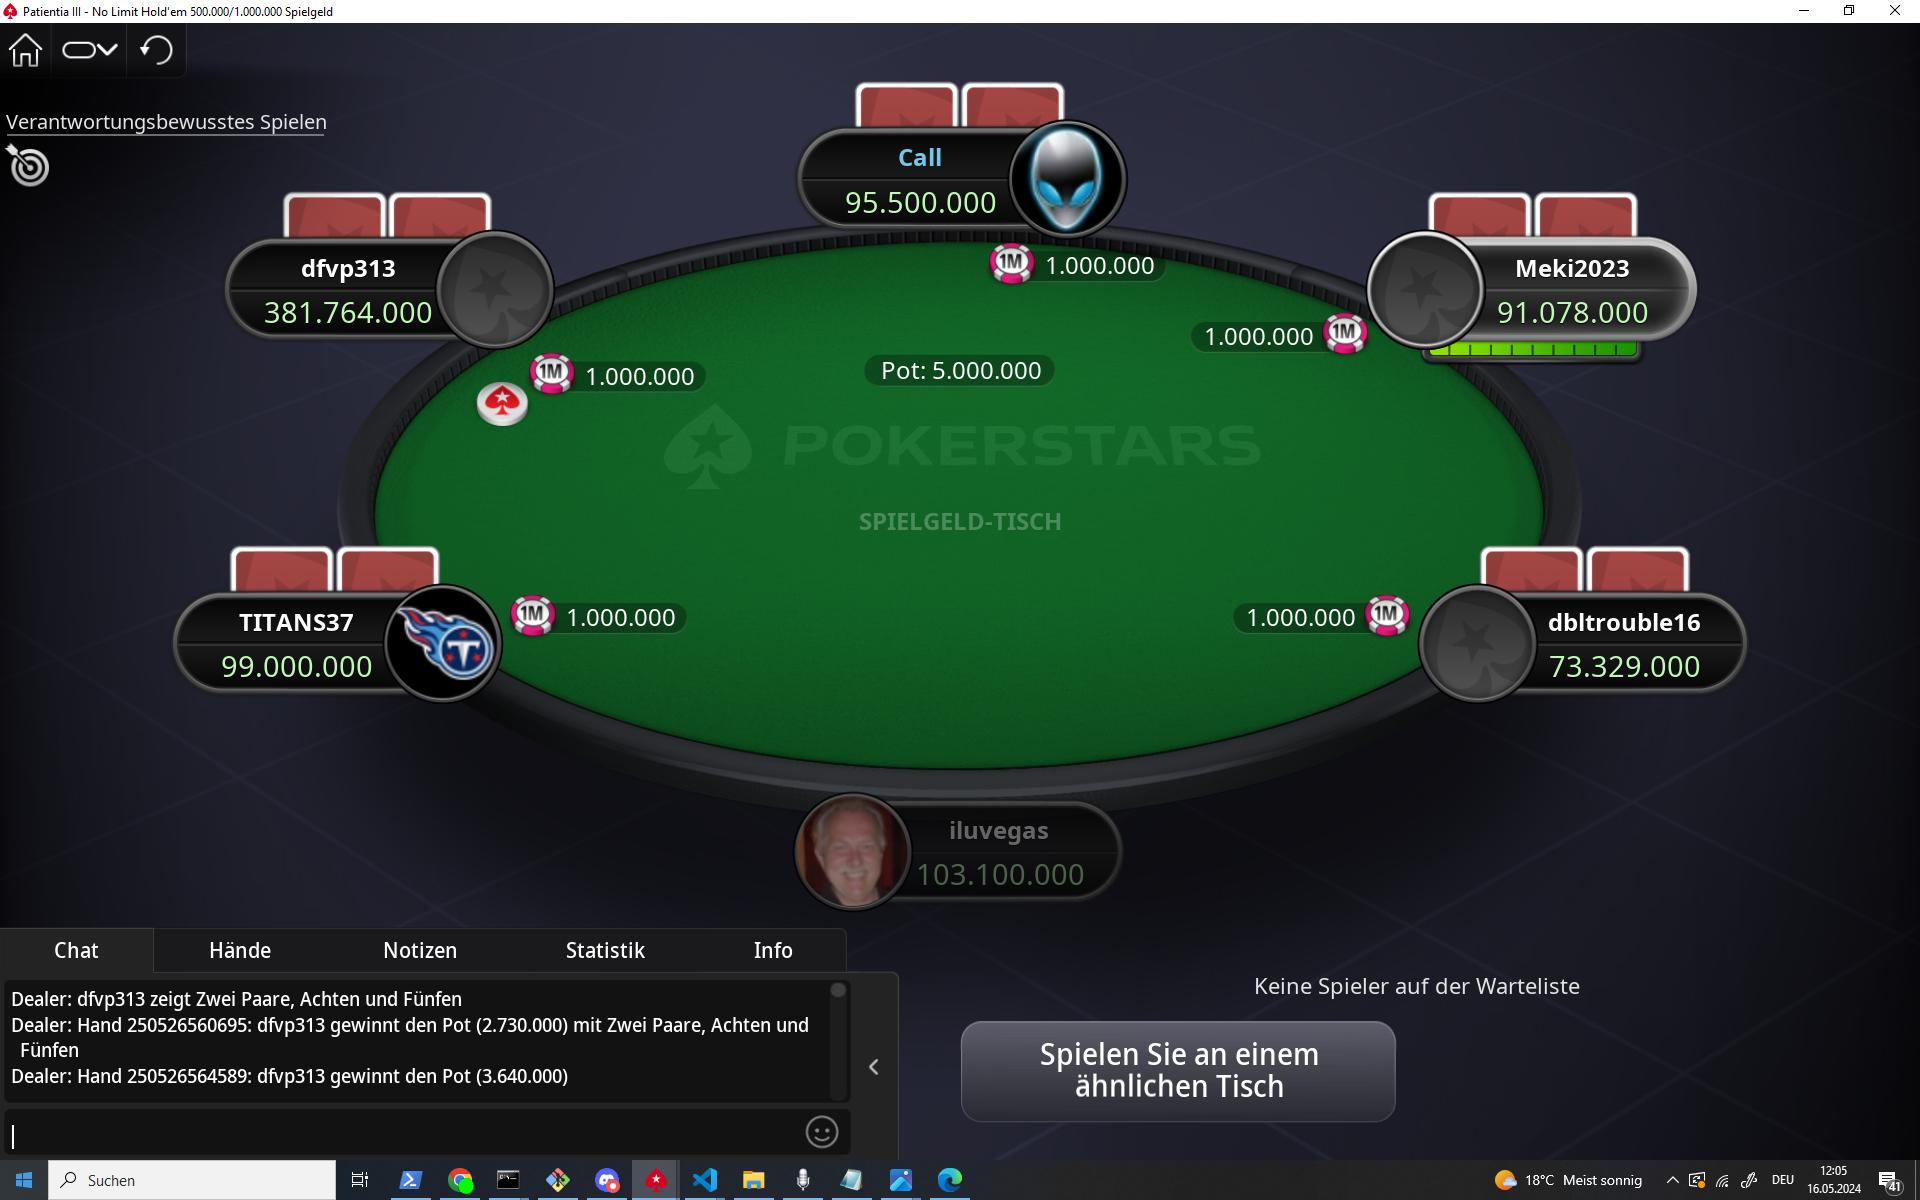 Patientia III - No Limit Hold'em 500.000/1.000.000 Spielgeld
Verantwortungsbewusstes Spielen
Call
95.500.000
dfvp313
381.764.000
Meki2023
91.078.000
1.000.000
1M
1.000.000
1M
1M
1.000.000
Pot: 5.000.000
POKERSTARS
SPIELGELD-TISCH
TITANS37
99.000.000
T
1M
1.000.000
1.000.000
1M
dbltrouble16
73.329.000
iluvegas
103.100.000
Chat
Hände
Notizen
Statistik
Info
Dealer: dfvp313 zeigt Zwei Paare, Achten und Fünfen
Dealer: Hand 250526560695: dfvp313 gewinnt den Pot (2.730.000) mit Zwei Paare, Achten und
Fünfen
Dealer: Hand 250526564589: dfvp313 gewinnt den Pot (3.640.000)
Keine Spieler auf der Warteliste
Spielen Sie an einem
ähnlichen Tisch
Suchen
18°C Meist sonnig
DEU
12:05
16.05.2024
41